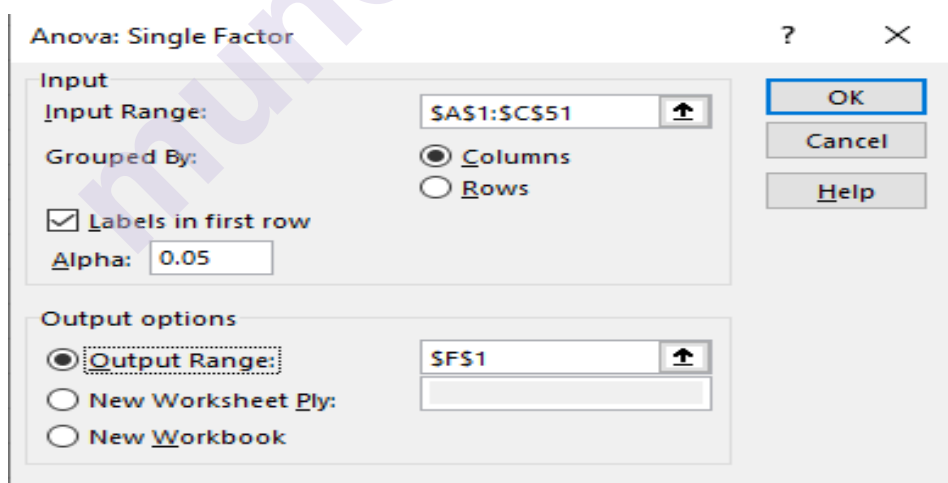 Anova: Single Factor ? ×
Input
Input Range: $A$1:$C$51
OK
Grouped By: Columns
Cancel
Rows
Help
Labels in first row
Alpha: 0.05
Output options
Output Range: $F$1
New Worksheet Ply:
New Workbook